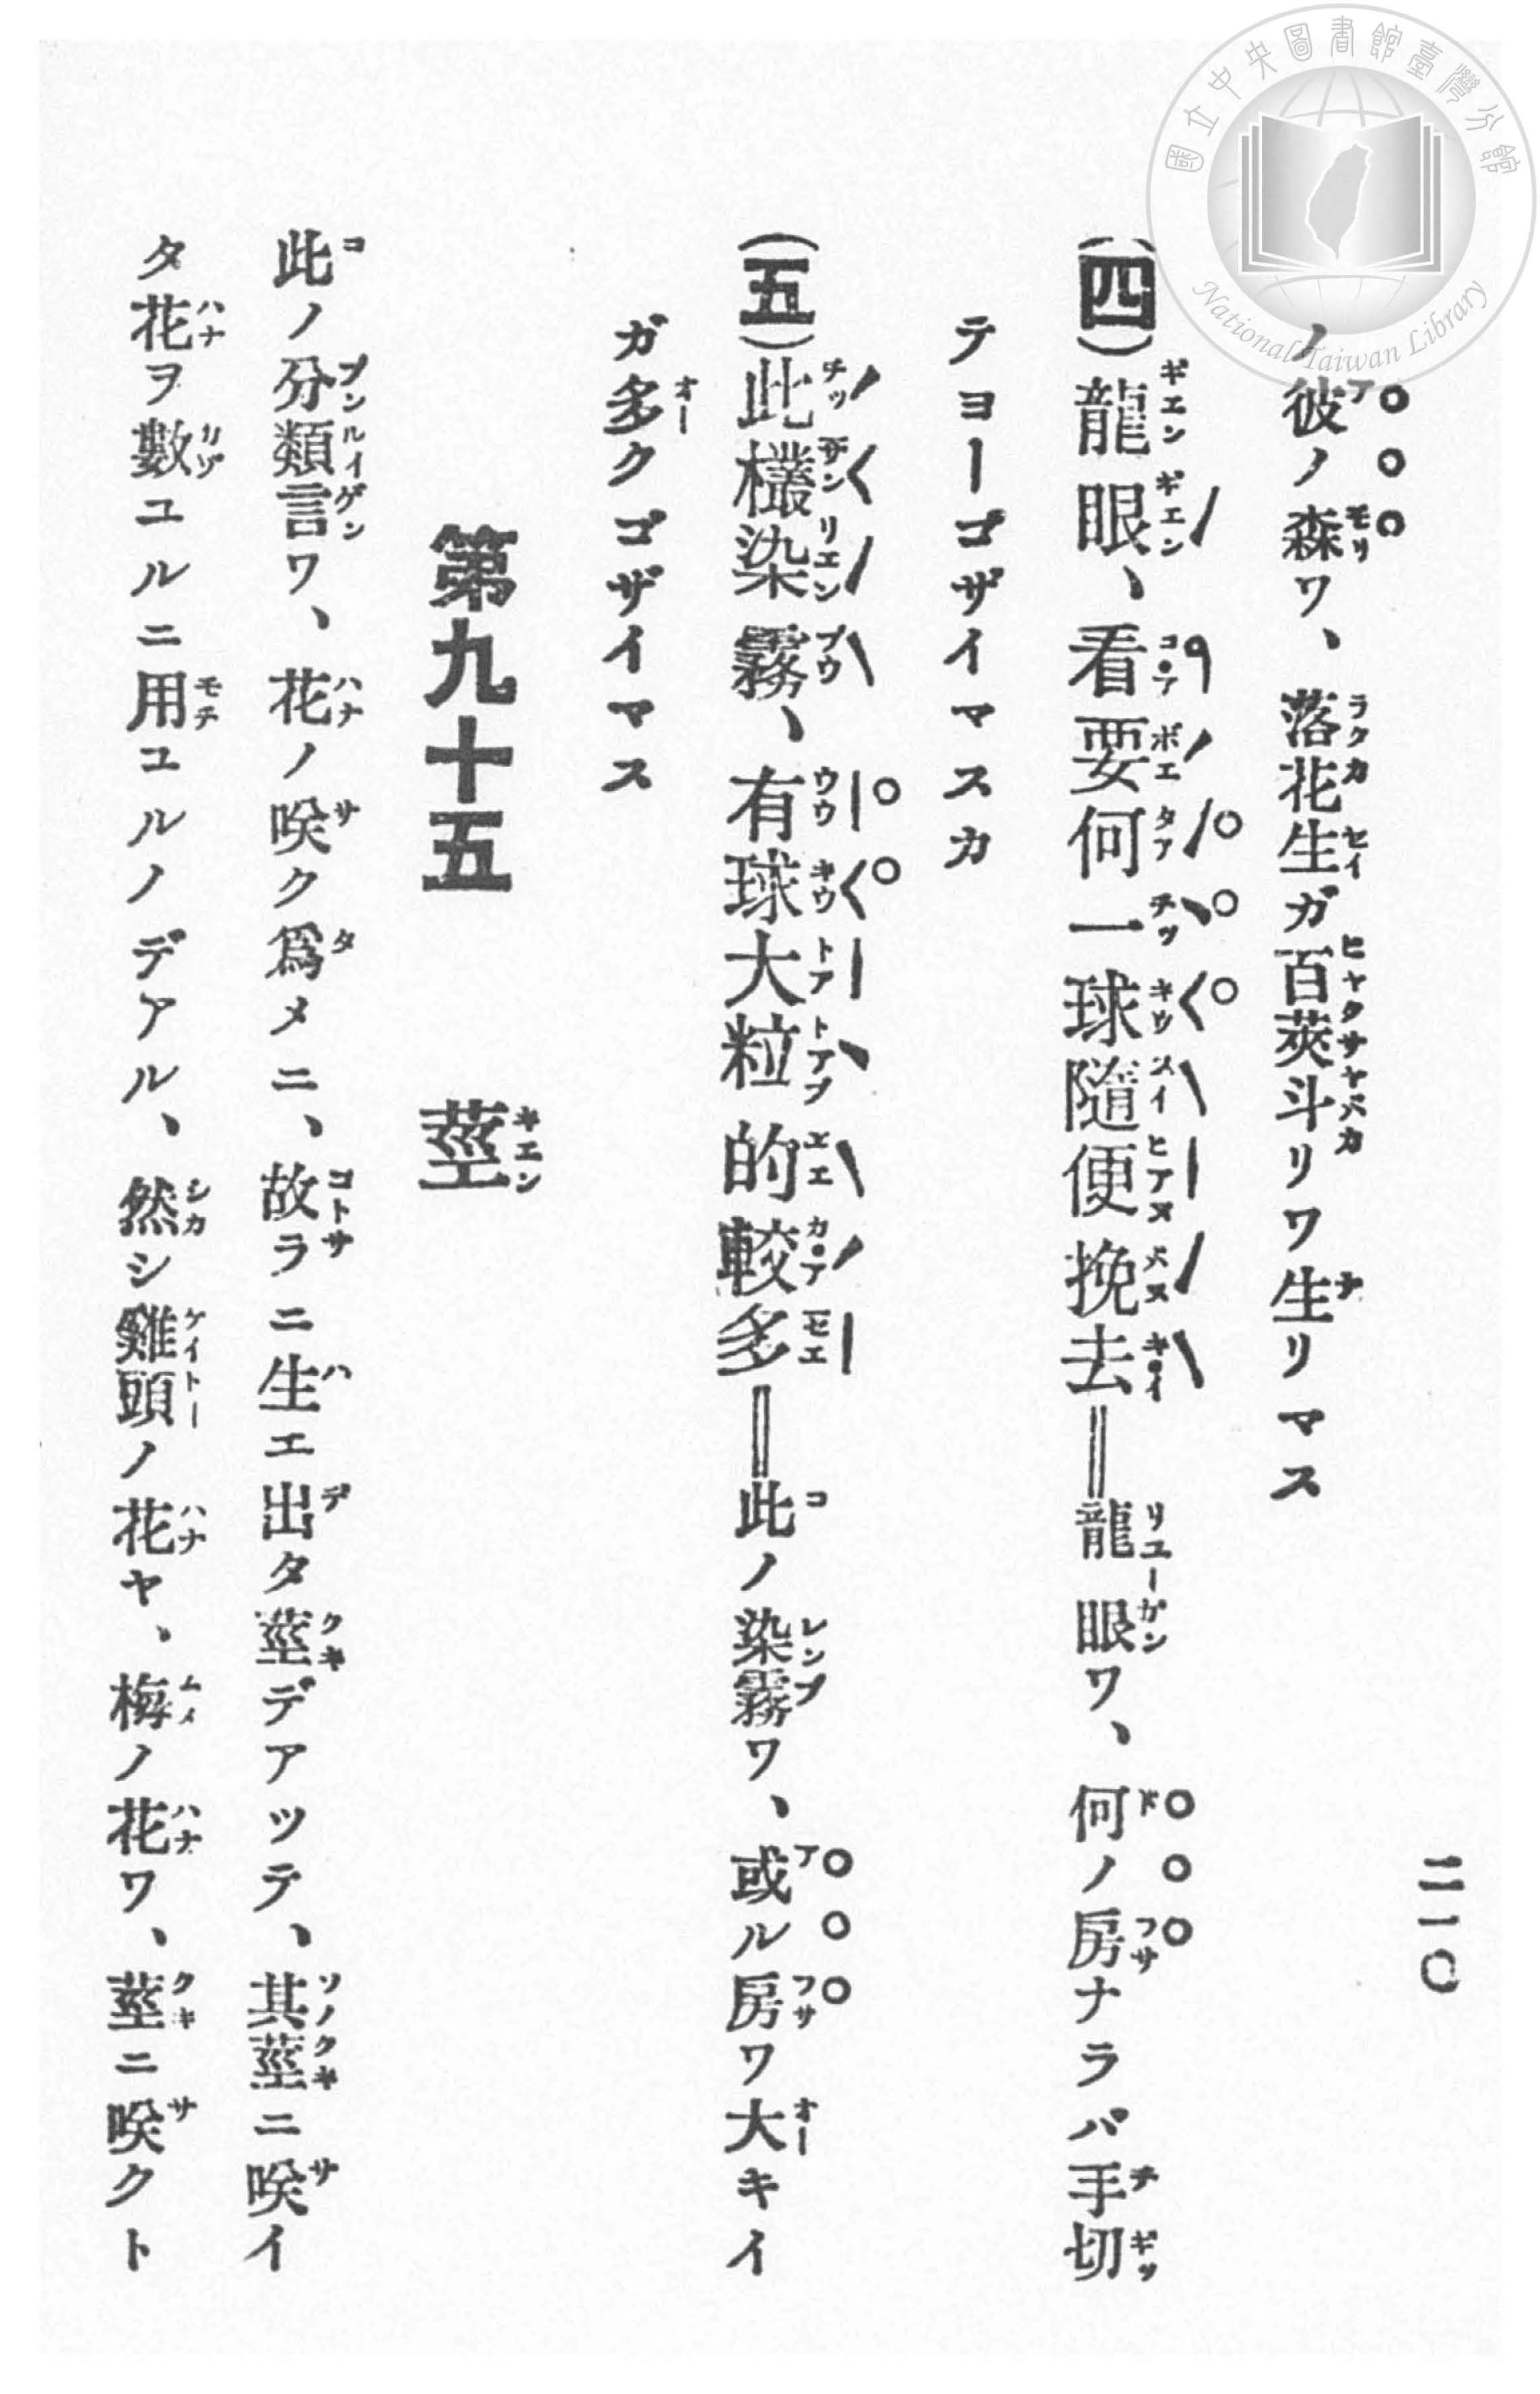 國立中央圖書館臺灣分館
National Taiwan Library
二一〇
ノ彼ノ森ワ、落花生ガ百莢斗リワ生リマス
(四)龍眼、看要何一球隨便挽去＝龍眼ワ、何ノ房ナラバ手切
テヨーゴザイマスカ
(五)此欉染霧、有球大粒的較多＝此ノ染霧ワ、或ル房ワ大キイ
ガ多クゴザイマス
第九十五　莖
此ノ分類言ワ、花ノ咲ク爲メニ、故ラニ生エ出タ莖デアッテ、其莖ニ咲イ
タ花ヲ數ユルニ用ユルノデアル、然シ雞頭ノ花ヤ、梅ノ花ワ、莖ニ咲クト